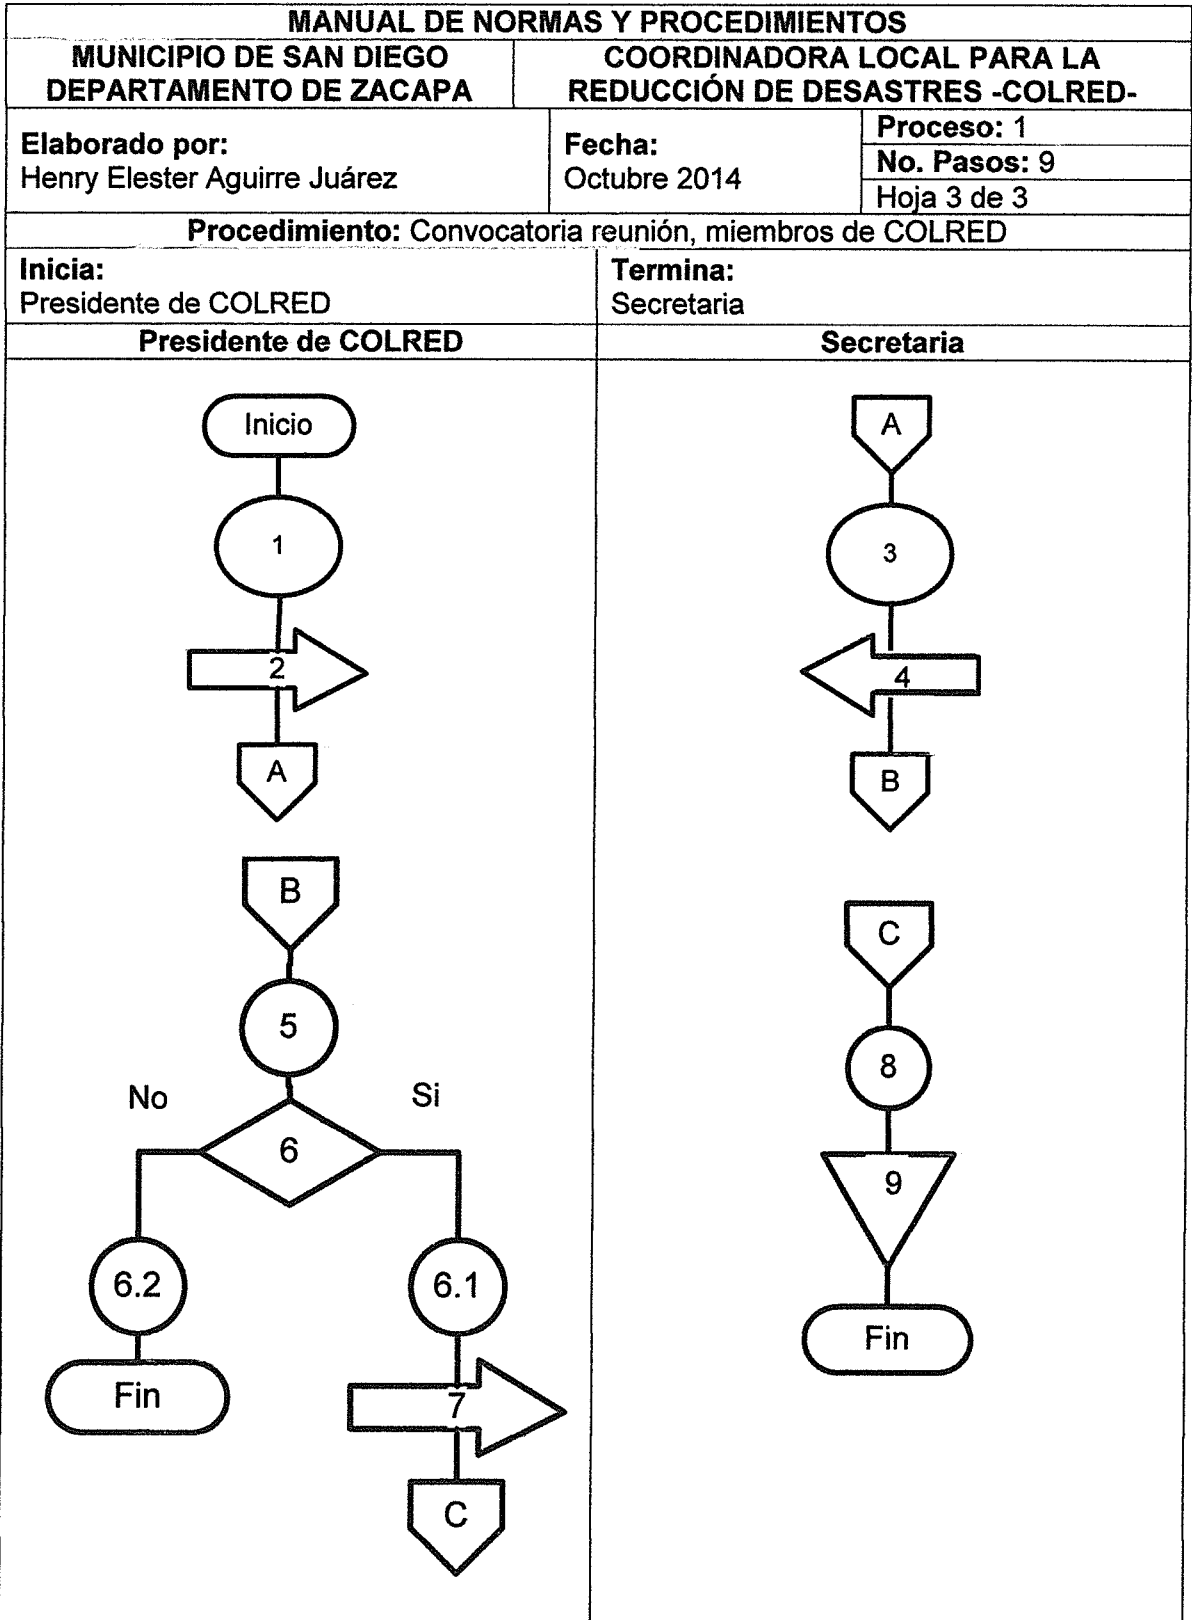 MANUAL DE NORMAS Y PROCEDIMIENTOS
MUNICIPIO DE SAN DIEGO
DEPARTAMENTO DE ZACAPA
COORDINADORA LOCAL PARA LA
REDUCCIÓN DE DESASTRES -COLRED-
Elaborado por:
Henry Elester Aguirre Juárez
Fecha:
Octubre 2014
Proceso: 1
No. Pasos: 9
Hoja 3 de 3
Procedimiento: Convocatoria reunión, miembros de COLRED
Inicia:
Presidente de COLRED
Termina:
Secretaria
Presidente de COLRED
Secretaria
Inicio
1
2
A
B
5
No
Si
6
6.2
6.1
Fin
7
C
A
3
4
B
C
8
9
Fin